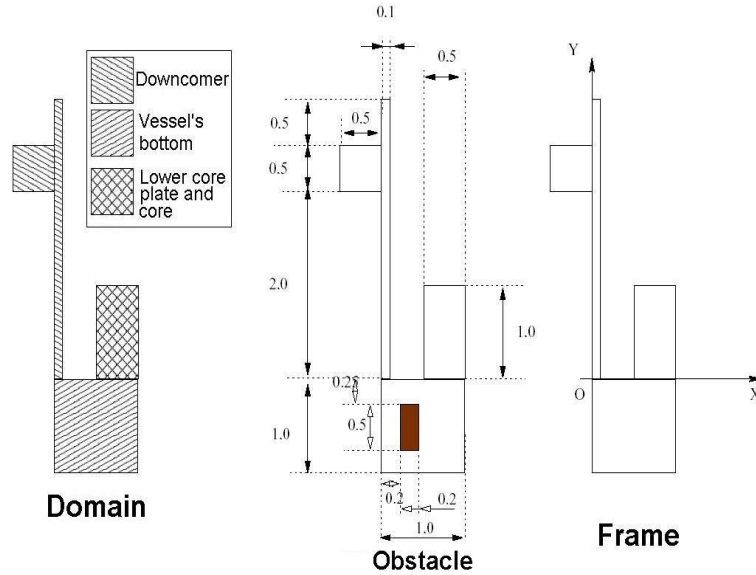 Downcomer
Vessel's
bottom
Lower core
plate and
core
Domain
0.1
0.5
0.5
0.5
0.5
2.0
1.0
0.25
0.5
1.0
0.2
0.2
1.0
Obstacle
Y
O
X
Frame